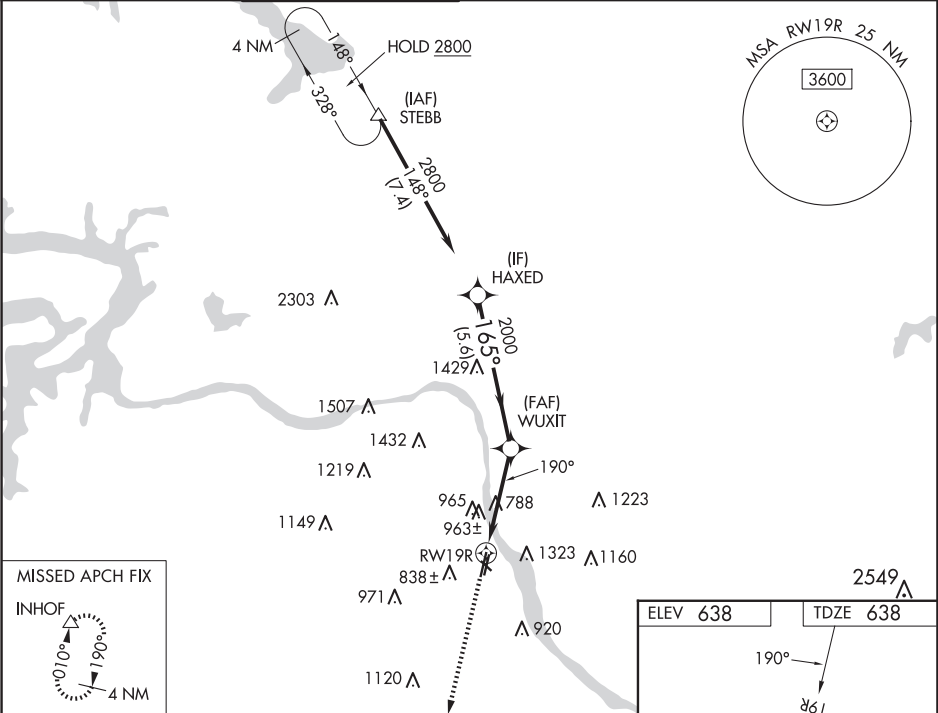 4 NM
148°
328°
HOLD 2800
(IAF)
STEBB
2800
148°
(7.4)
MSA RW19R 25 NM
3600
(IF)
HAXED
2303
2000
165°
(5.6)
1429
1507
(FAF)
WUXIT
1432
1219
190°
965
788
1223
963±
1149
RW19R
1323
1160
838±
971
920
1120
2549
MISSED APCH FIX
INHOF
010°
190°
4 NM
ELEV 638
TDZE 638
190°
19R